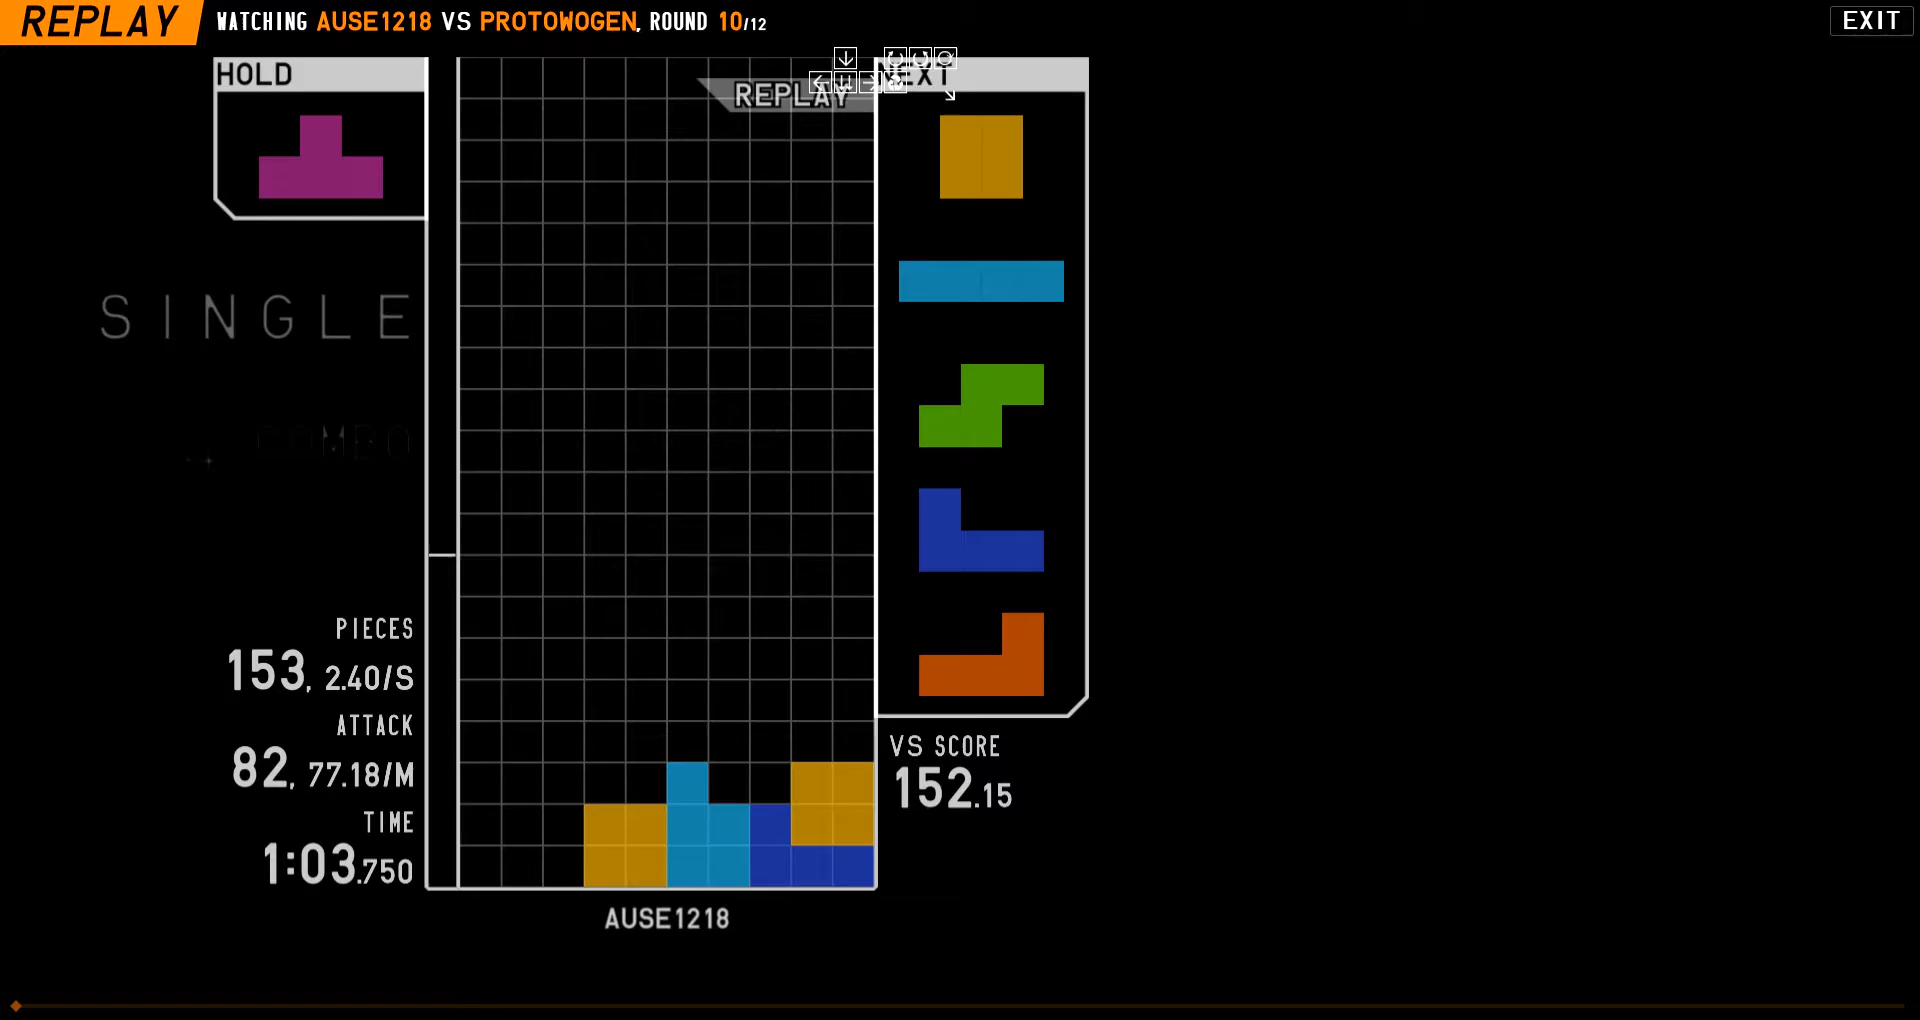 REPLAY
WATCHING AUSE1218 VS PROTOWOGEN, ROUND 10/12
EXIT
HOLD
REPLAY
SINGLE
COMBO
PIECES
153, 2.40/S
ATTACK
82, 77.18/M
TIME
1:03.750
VS SCORE
152.15
AUSE1218